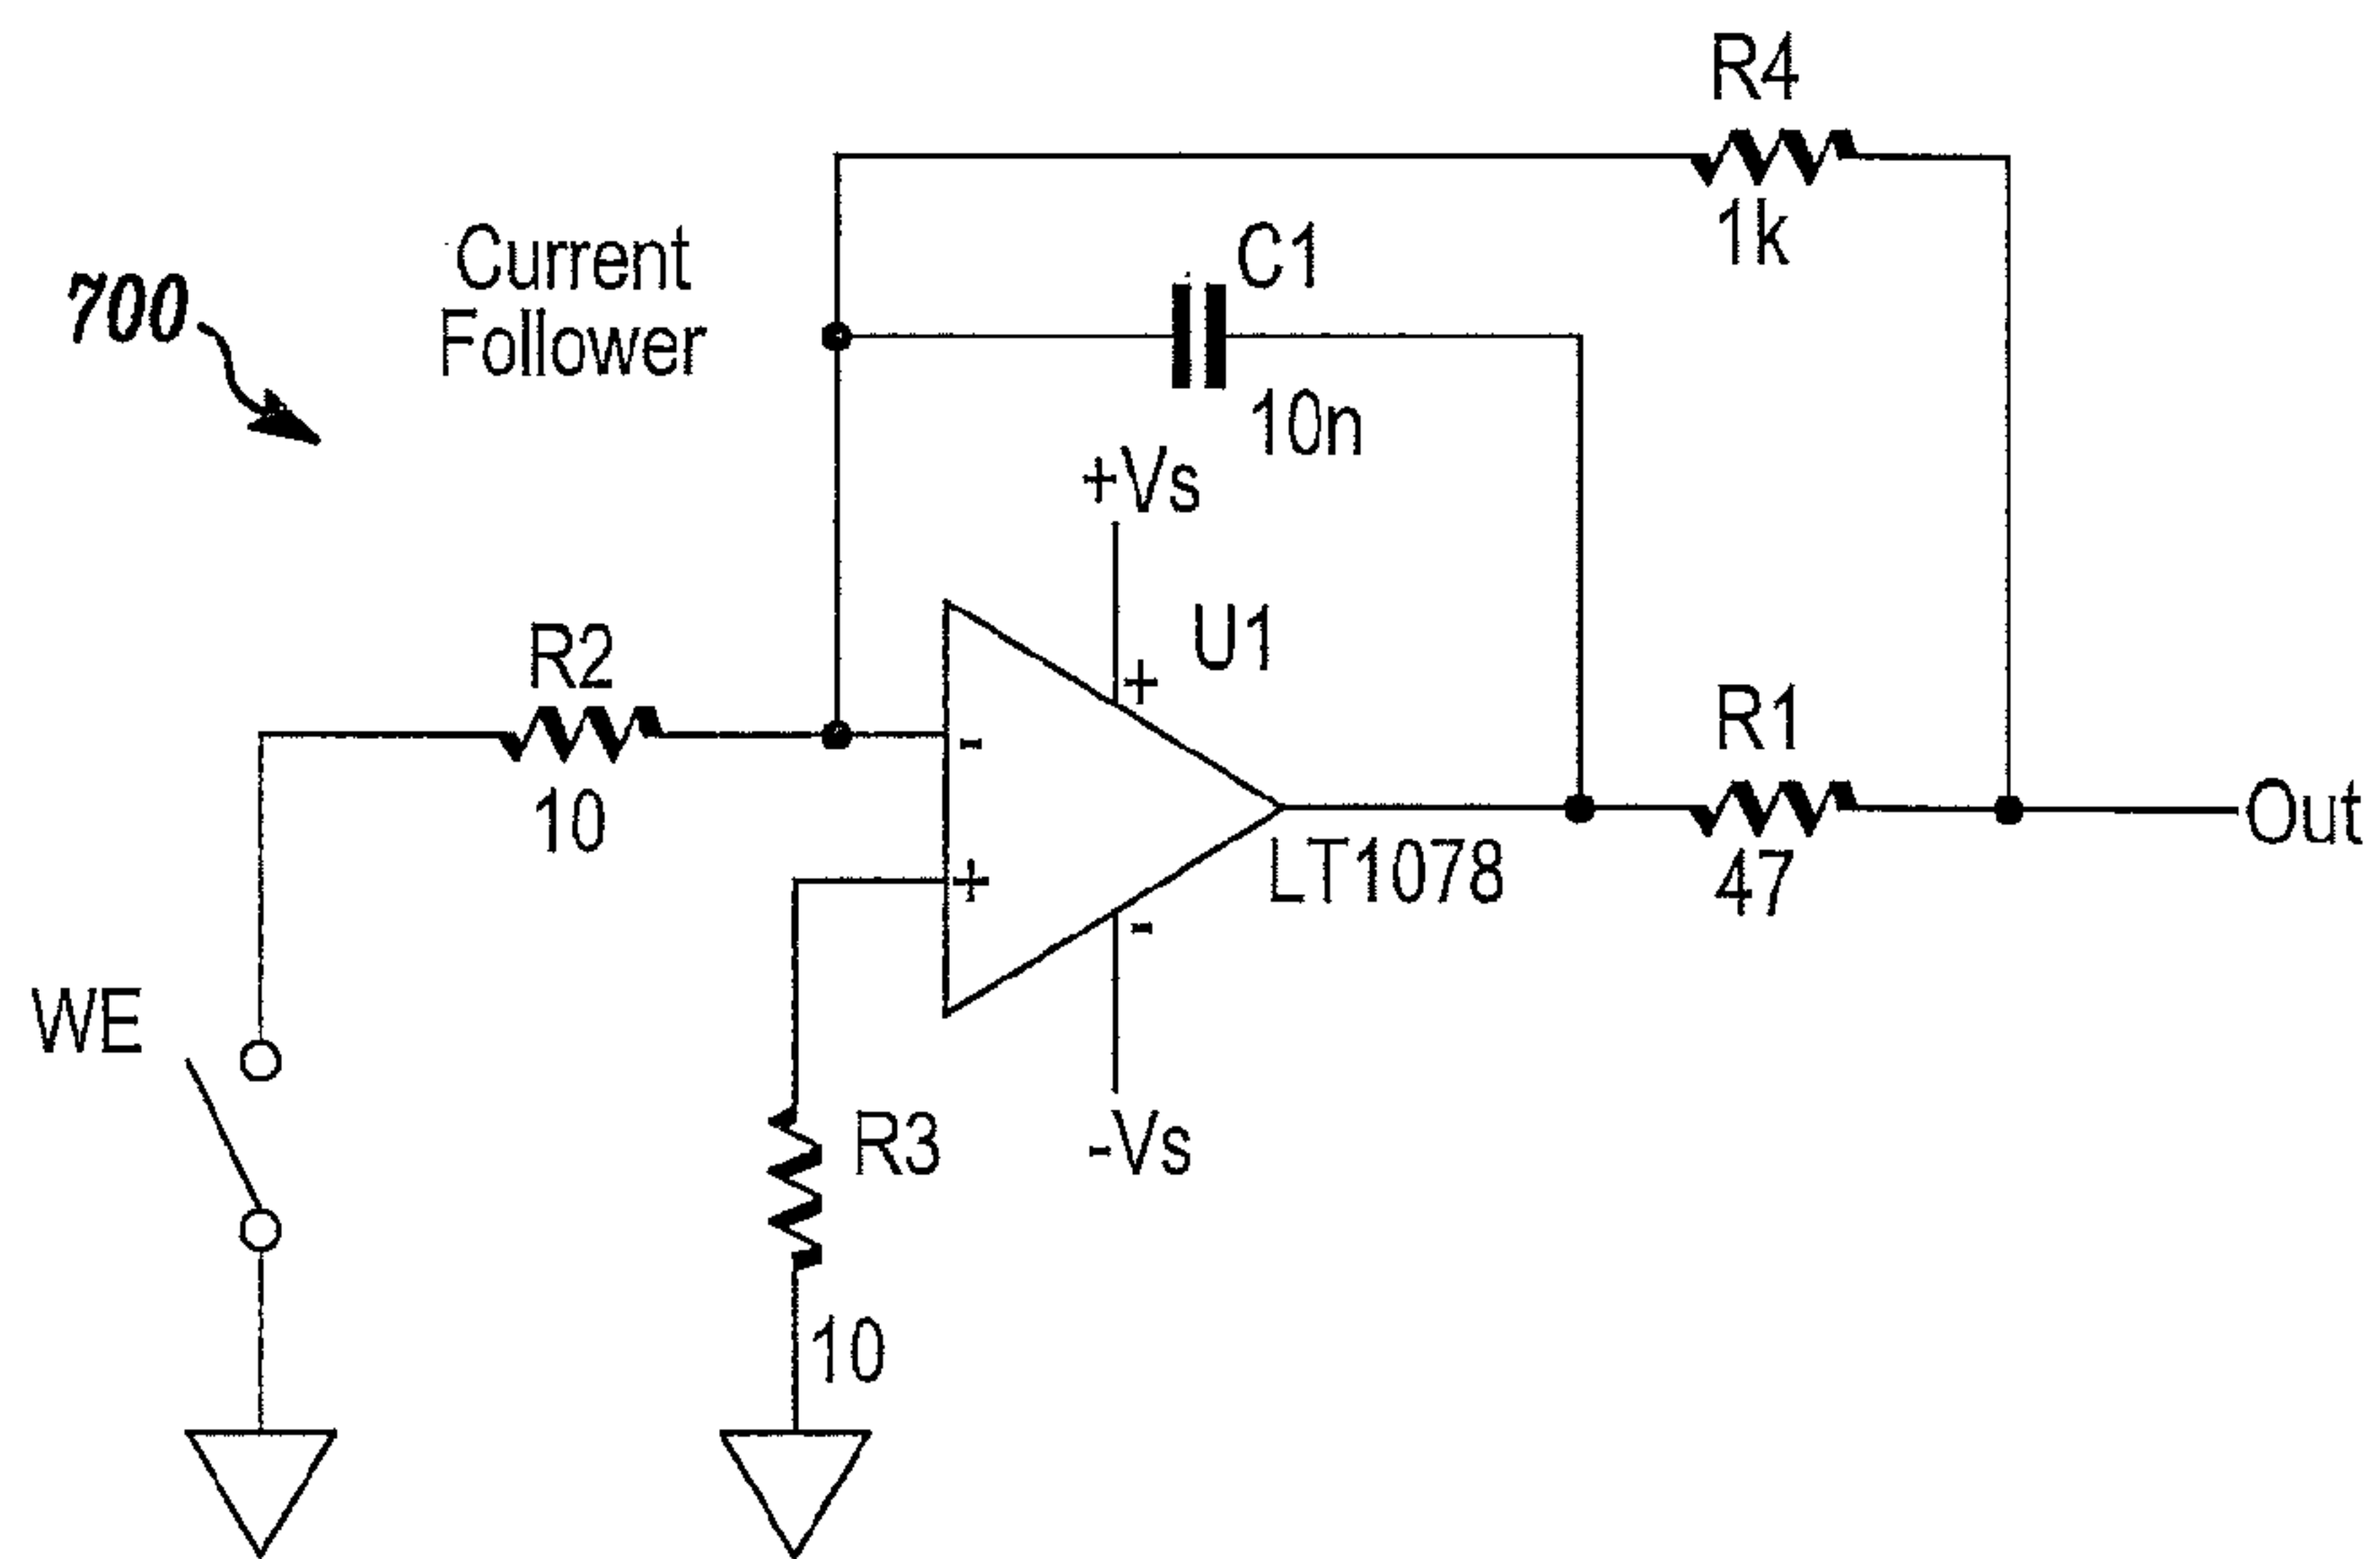 R4
1k
Current
Follower
700
C1
10n
+Vs
+
U1
R2
10
-
+
LT1078
R1
47
Out
-
-Vs
WE
R3
10